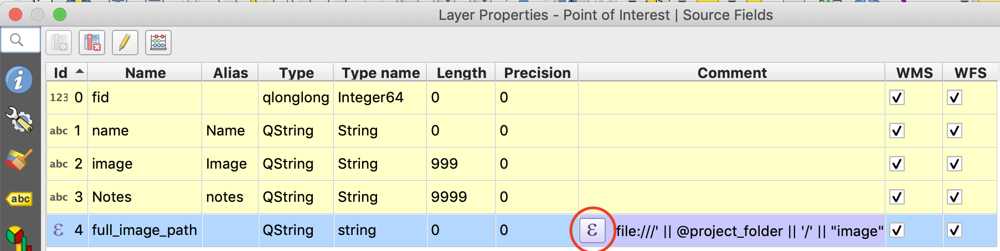 Layer Properties - Point of Interest | Source Fields
Id Name Alias Type Type name Length Precision Comment WMS WFS
123 0 fid qlonglong Integer64 0 0
abc 1 name Name QString String 0 0
abc 2 image Image QString String 999 0
abc 3 Notes notes QString String 9999 0
abc
ε 4 full_image_path QString string 0 0 ε 'file:///' || @project_folder || '/' || "image"